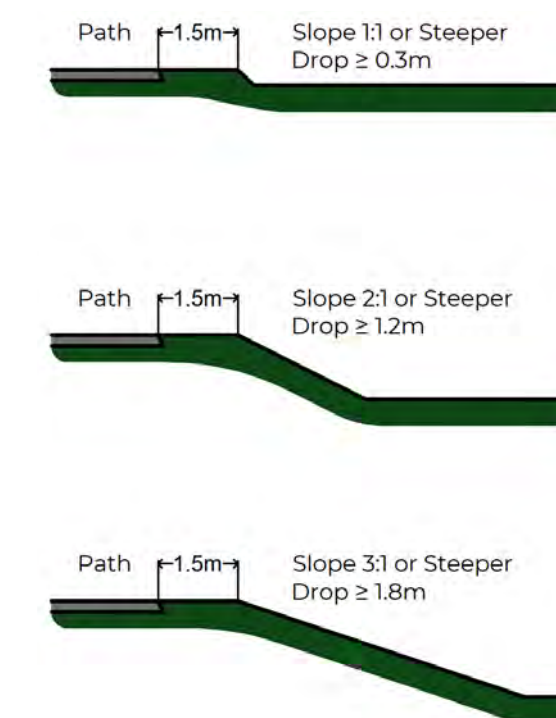 Path 1.5m Slope 1:1 or Steeper
Drop ≥ 0.3m
Path 1.5m Slope 2:1 or Steeper
Drop ≥ 1.2m
Path 1.5m Slope 3:1 or Steeper
Drop ≥ 1.8m